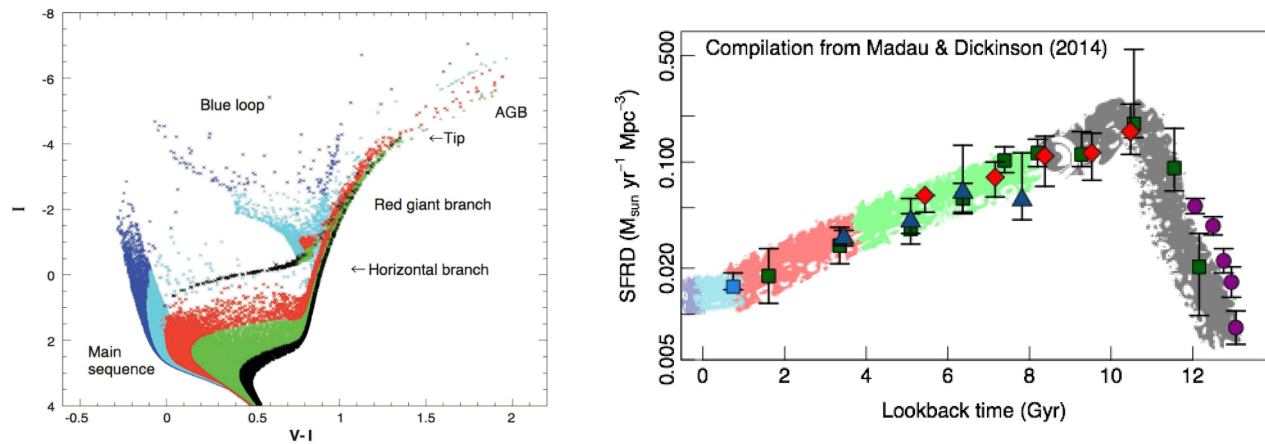 I
-8
-6
-4
-2
0
2
4
-0.5
0
0.5
1
1.5
2
V-I
Blue loop
AGB
←Tip
Red giant branch
←Horizontal branch
Main
sequence
Compilation from Madau & Dickinson (2014)
SFRD (Msun yr−1 Mpc−3)
0.500
0.100
0.020
0.005
0
2
4
6
8
10
12
Lookback time (Gyr)